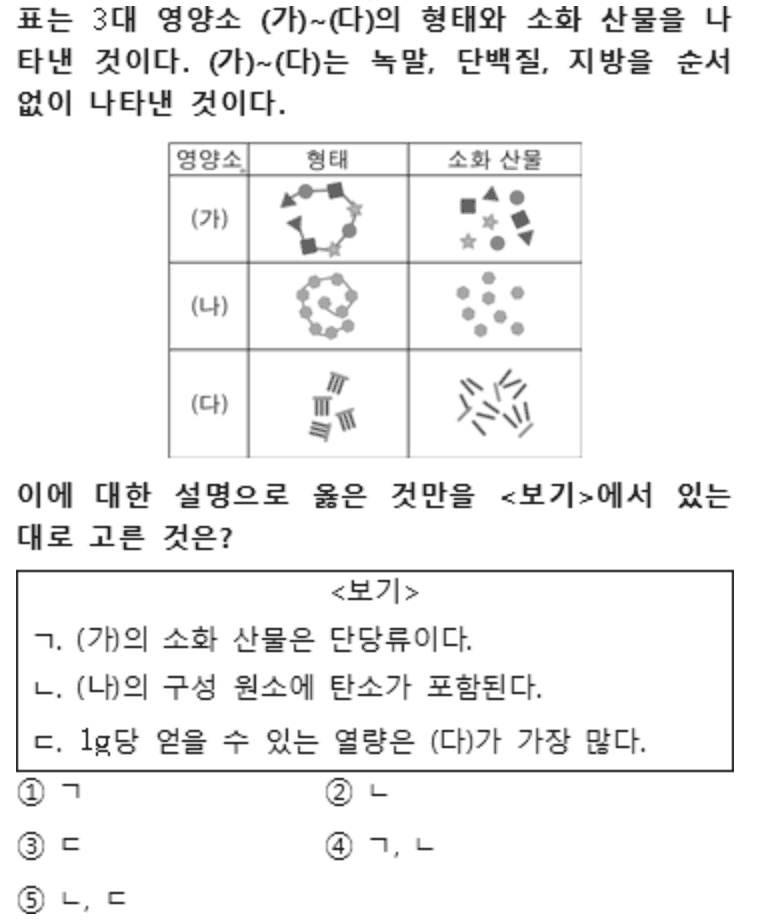 표는 3대 영양소 (가)~(다)의 형태와 소화 산물을 나
타낸 것이다. (가)~(다)는 녹말, 단백질, 지방을 순서
없이 나타낸 것이다.
영양소 형태 소화 산물
(가)
(나)
(다)
이에 대한 설명으로 옳은 것만을 <보기>에서 있는
대로 고른 것은?
<보기>
ㄱ. (가)의 소화 산물은 단당류이다.
ㄴ. (나)의 구성 원소에 탄소가 포함된다.
ㄷ. 1g당 얻을 수 있는 열량은 (다)가 가장 많다.
① ㄱ ② ㄴ
③ ㄷ ④ ㄱ, ㄴ
⑤ ㄴ, ㄷ